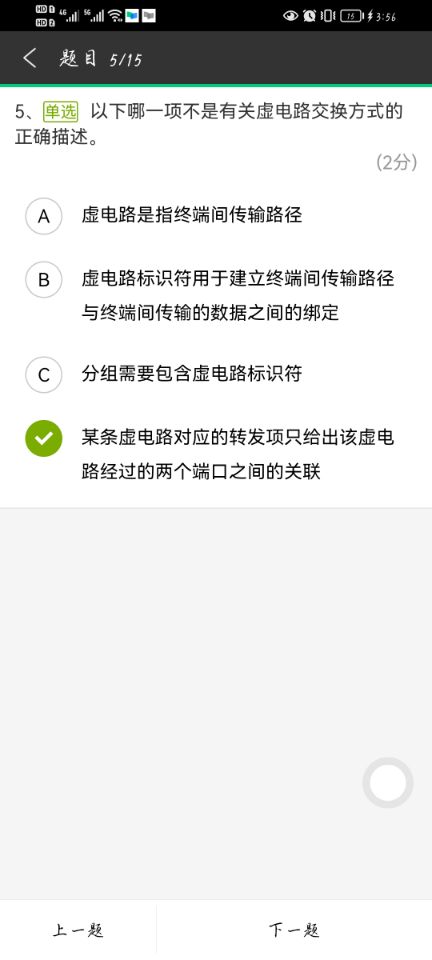 HD 1 4G 5G 15 3:56
HD 2
题目 5/15
5、单选 以下哪一项不是有关虚电路交换方式的
正确描述。
(2分)
A 虚电路是指终端间传输路径
B 虚电路标识符用于建立终端间传输路径
与终端间传输的数据之间的绑定
C 分组需要包含虚电路标识符
某条虚电路对应的转发项只给出该虚电
路经过的两个端口之间的关联
上一题 下一题